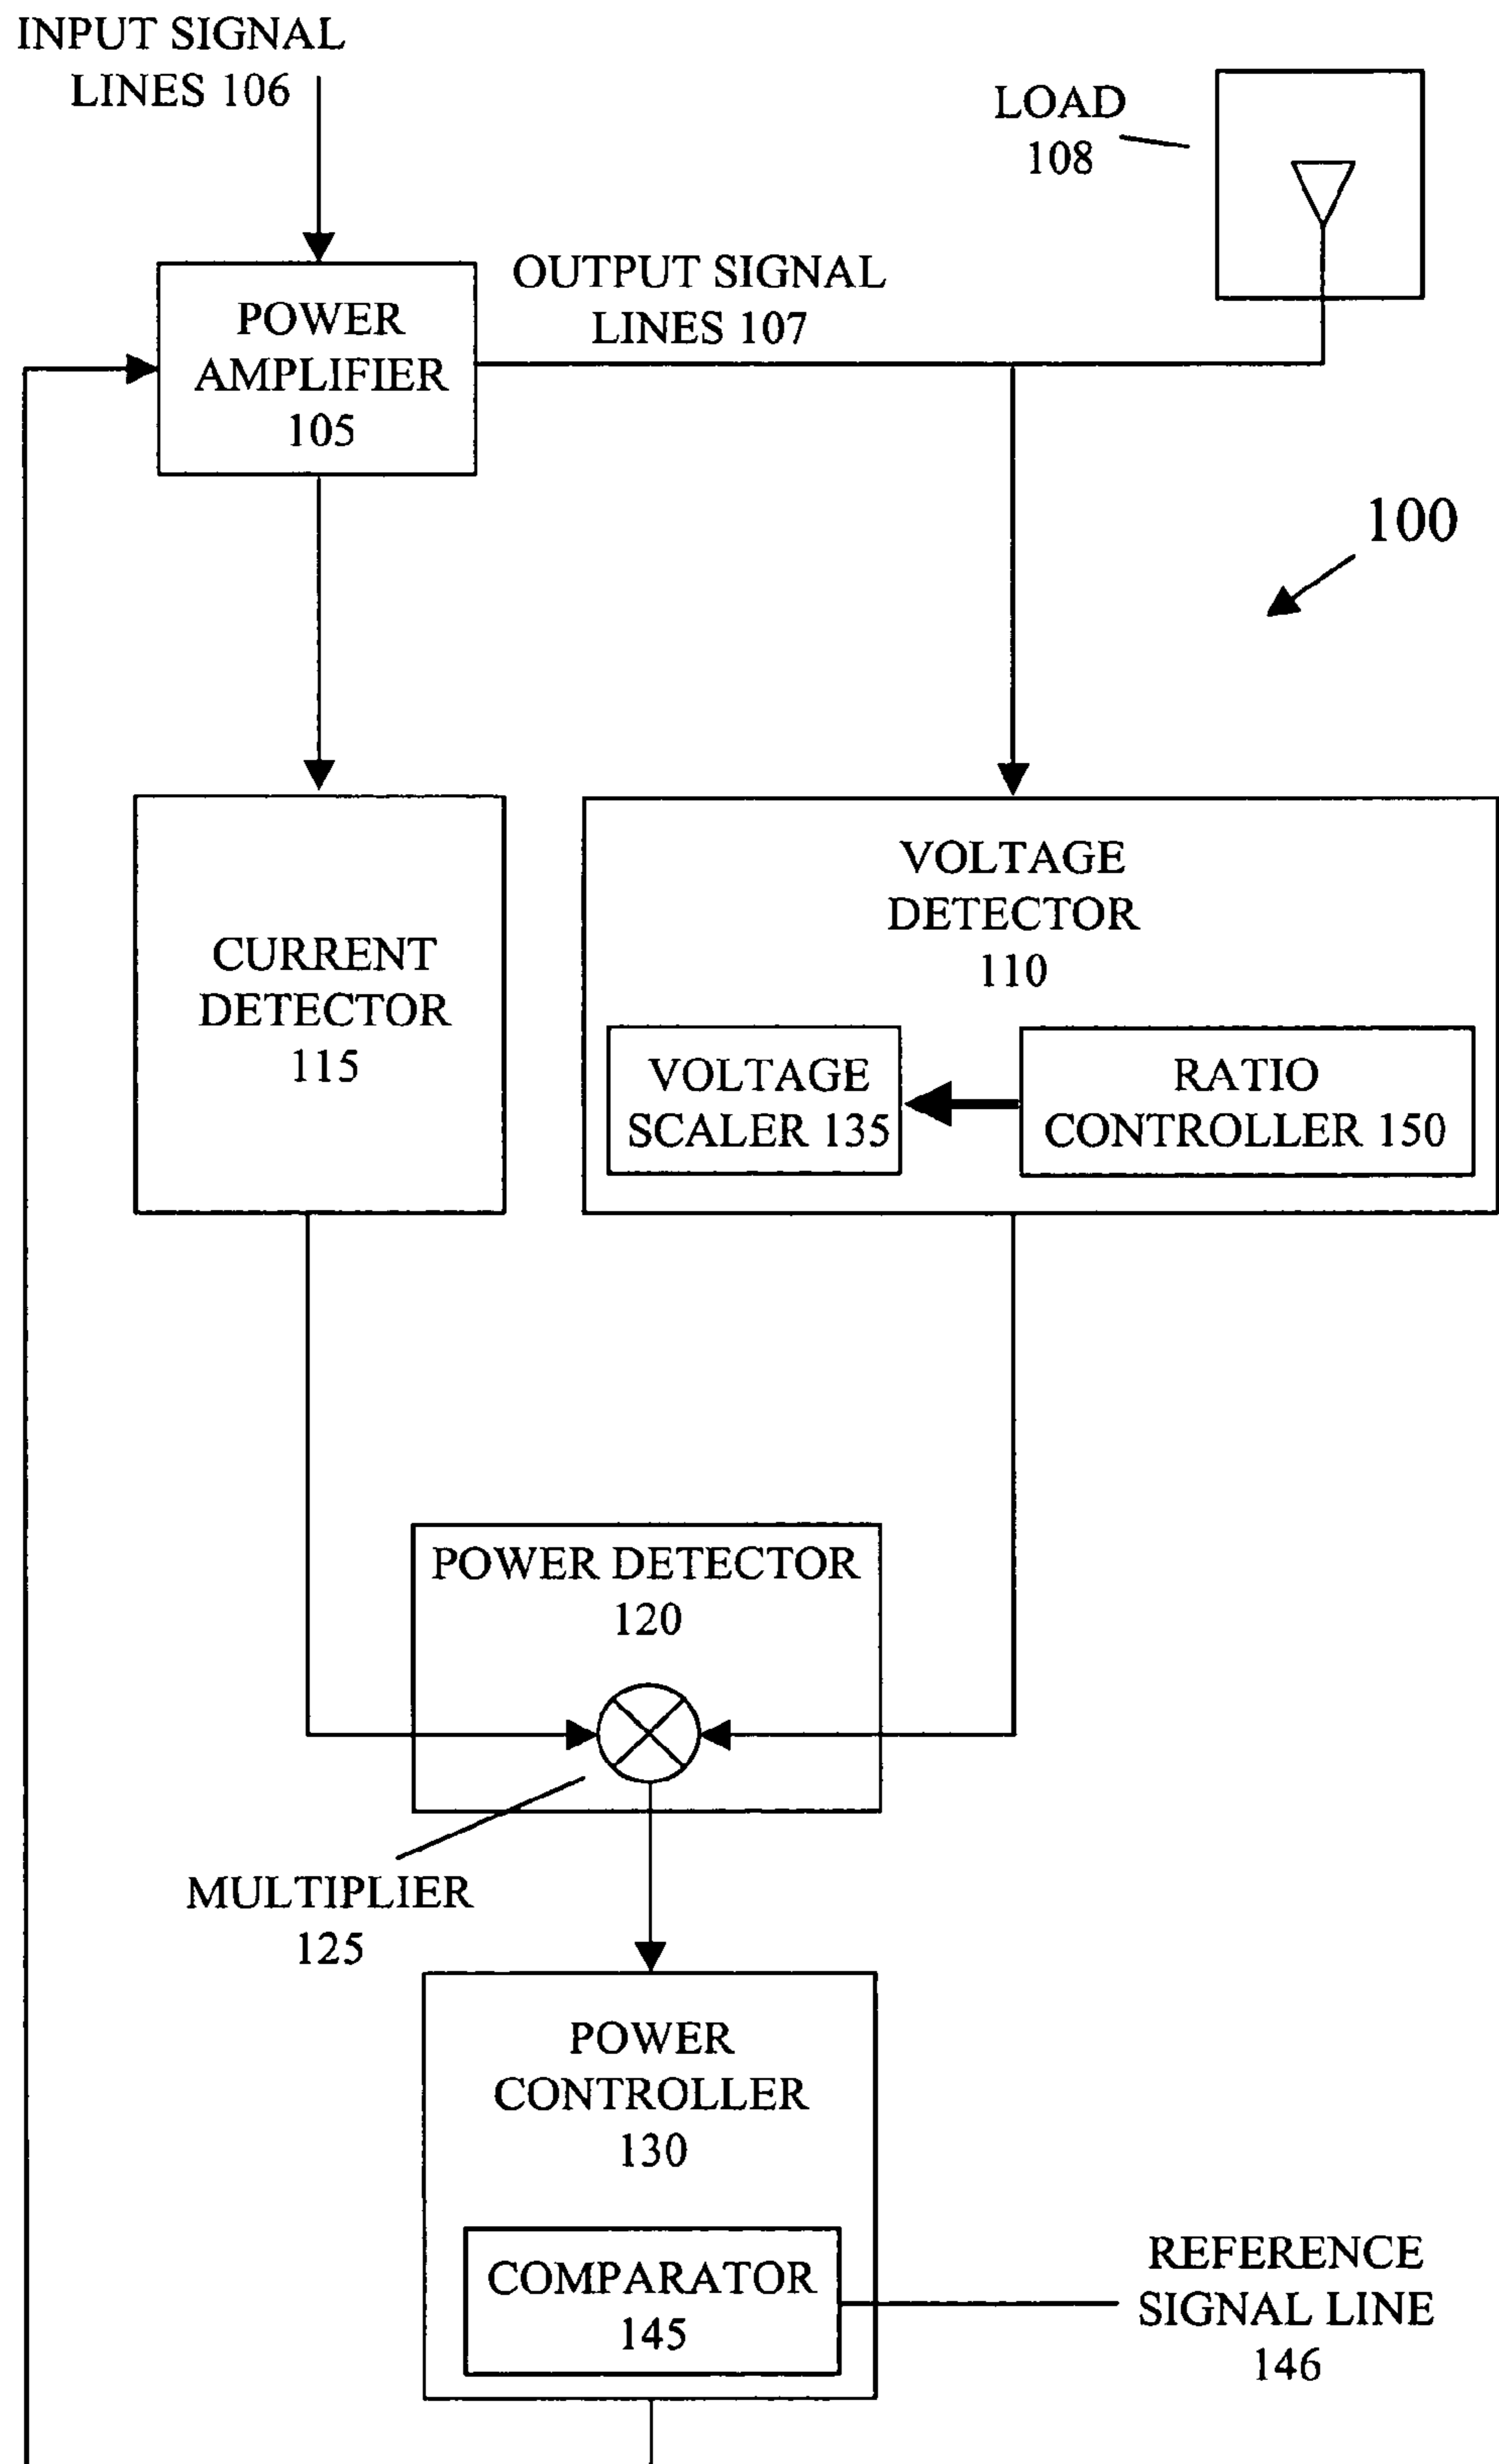 INPUT SIGNAL
LINES 106
LOAD
108
OUTPUT SIGNAL
LINES 107
POWER
AMPLIFIER
105
100
VOLTAGE
DETECTOR
110
CURRENT
DETECTOR
115
VOLTAGE
SCALER 135
RATIO
CONTROLLER 150
POWER DETECTOR
120
MULTIPLIER
125
POWER
CONTROLLER
130
COMPARATOR
145
REFERENCE
SIGNAL LINE
146